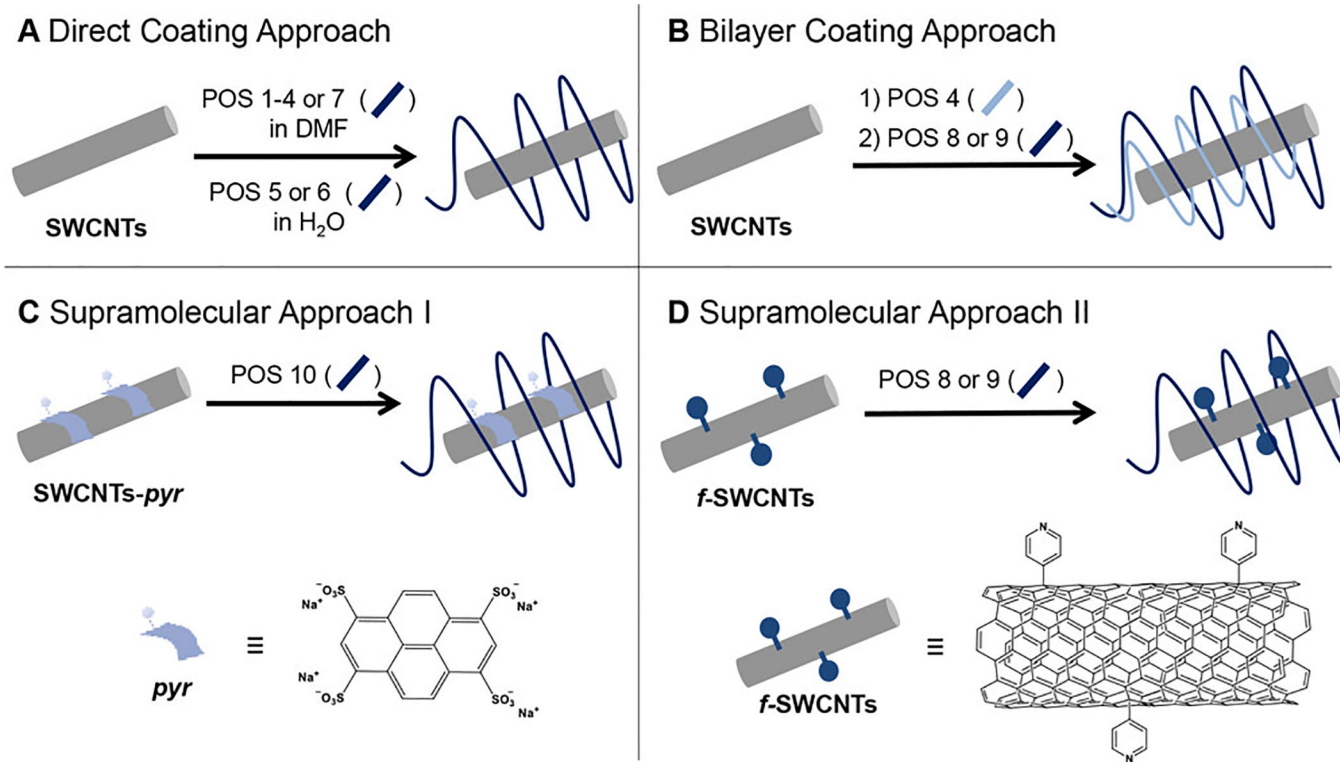 A Direct Coating Approach
POS 1-4 or 7 ( )
in DMF
POS 5 or 6 ( )
in H₂O
SWCNTs
B Bilayer Coating Approach
1) POS 4 ( )
2) POS 8 or 9 ( )
SWCNTs
C Supramolecular Approach I
POS 10 ( )
SWCNTs-pyr
pyr
≡
⁻O₃S
Na⁺
SO₃⁻
Na⁺
Na⁺
⁻O₃S
SO₃⁻
Na⁺
D Supramolecular Approach II
POS 8 or 9 ( )
f-SWCNTs
f-SWCNTs
≡
N
N
N